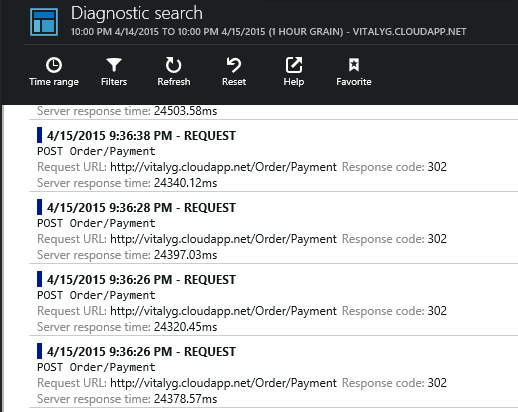 Diagnostic search
10:00 PM 4/14/2015 TO 10:00 PM 4/15/2015 (1 HOUR GRAIN) - VITALYG.CLOUDAPP.NET
Time range Filters Refresh Reset Help Favorite
Server response time: 24503.58ms
4/15/2015 9:36:38 PM - REQUEST
POST Order/Payment
Request URL: http://vitalyg.cloudapp.net/Order/Payment Response code: 302
Server response time: 24340.12ms
4/15/2015 9:36:28 PM - REQUEST
POST Order/Payment
Request URL: http://vitalyg.cloudapp.net/Order/Payment Response code: 302
Server response time: 24397.03ms
4/15/2015 9:36:26 PM - REQUEST
POST Order/Payment
Request URL: http://vitalyg.cloudapp.net/Order/Payment Response code: 302
Server response time: 24320.45ms
4/15/2015 9:36:26 PM - REQUEST
POST Order/Payment
Request URL: http://vitalyg.cloudapp.net/Order/Payment Response code: 302
Server response time: 24378.57ms